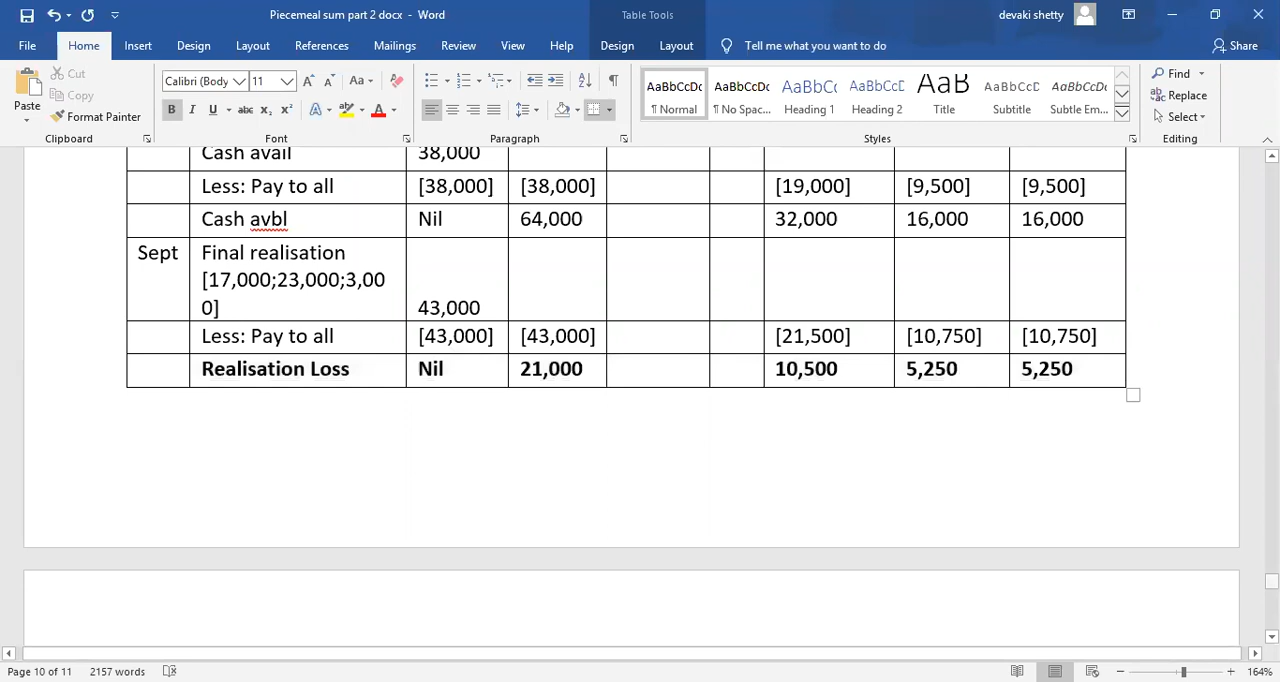 Piecemeal sum part 2 docx - Word
Table Tools
devaki shetty
File Home Insert Design Layout References Mailings Review View Help Design Layout Tell me what you want to do Share
Paste
Cut
Copy
Format Painter
Calibri (Body 11
AaBbCcDc AaBbCcDc AaBbCc AaBbCcD AaB AaBbCcD AaBbCcDc
¶ Normal ¶ No Spac... Heading 1 Heading 2 Title Subtitle Subtle Em...
Find
Replace
Select
Clipboard Font Paragraph Styles Editing
Cash avail 38,000
Less: Pay to all [38,000] [38,000] [19,000] [9,500] [9,500]
Cash avbl Nil 64,000 32,000 16,000 16,000
Sept Final realisation
[17,000;23,000;3,00
0] 43,000
Less: Pay to all [43,000] [43,000] [21,500] [10,750] [10,750]
Realisation Loss Nil 21,000 10,500 5,250 5,250
Page 10 of 11 2157 words 164%